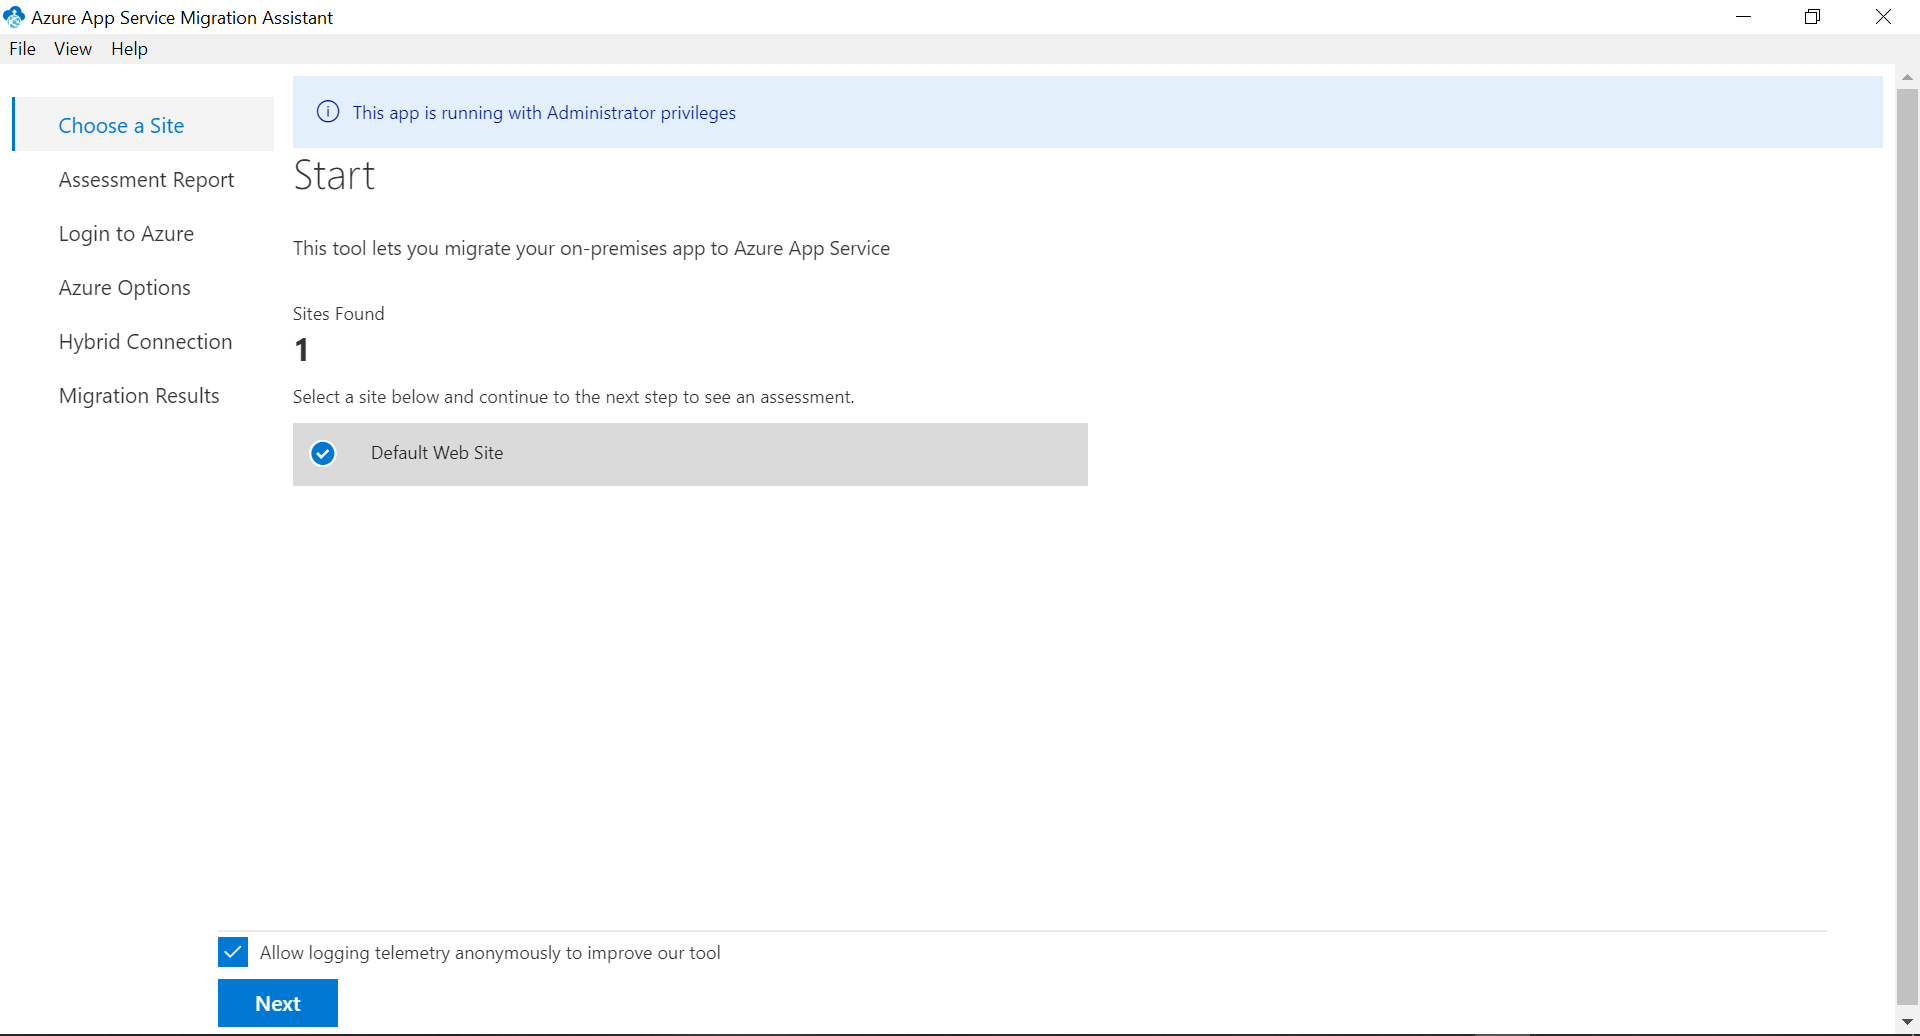 Azure App Service Migration Assistant
File View Help
This app is running with Administrator privileges
Choose a Site
Assessment Report
Login to Azure
Azure Options
Hybrid Connection
Migration Results
Start
This tool lets you migrate your on-premises app to Azure App Service
Sites Found
1
Select a site below and continue to the next step to see an assessment.
Default Web Site
Allow logging telemetry anonymously to improve our tool
Next